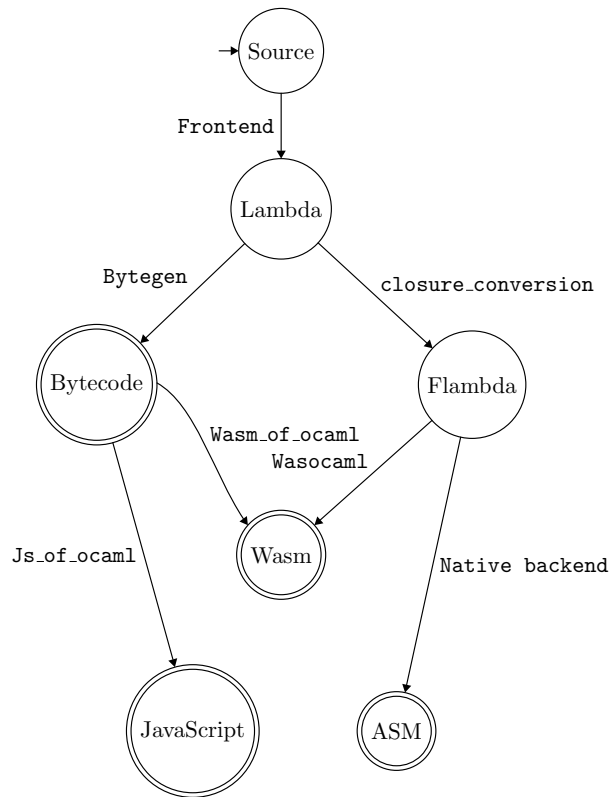 Source
Frontend
Lambda
Bytegen
closure_conversion
Bytecode
Flambda
Wasm_of_ocaml
Wasocaml
Wasm
Js_of_ocaml
Native backend
JavaScript
ASM